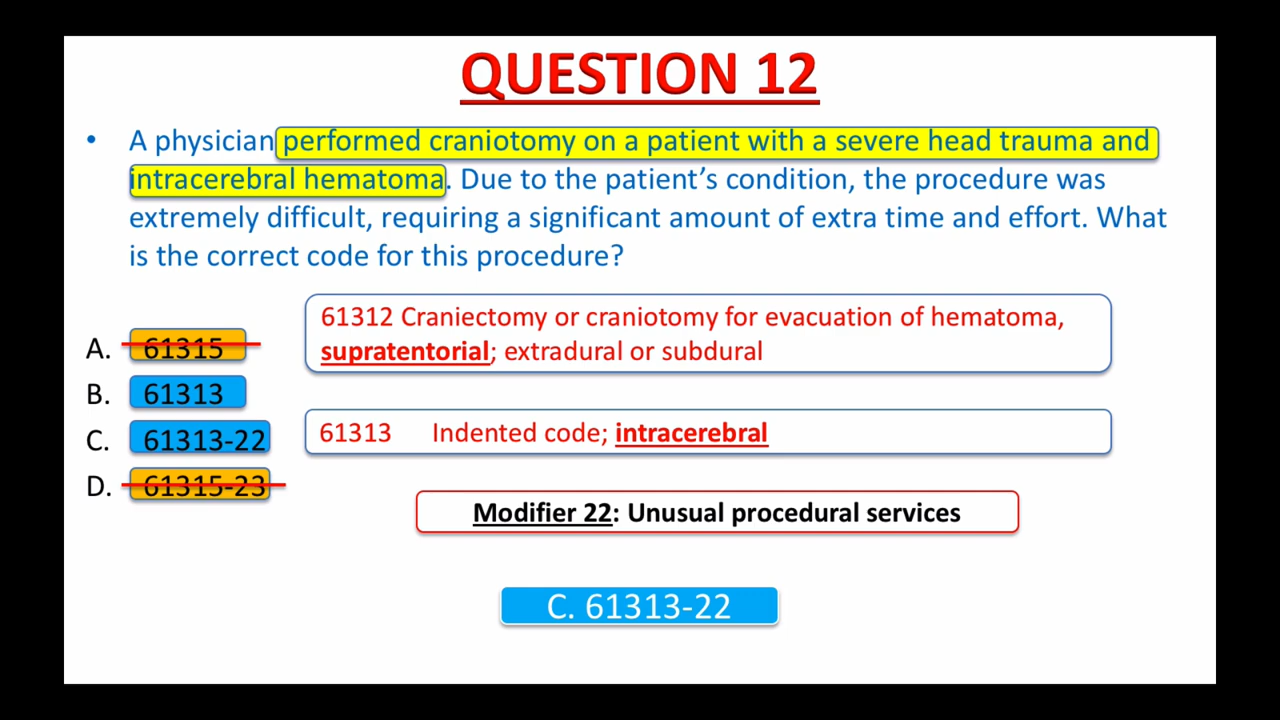 QUESTION 12
• A physician performed craniotomy on a patient with a severe head trauma and
intracerebral hematoma. Due to the patient’s condition, the procedure was
extremely difficult, requiring a significant amount of extra time and effort. What
is the correct code for this procedure?
A. 61315
B. 61313
C. 61313-22
D. 61315-23
61312 Craniectomy or craniotomy for evacuation of hematoma,
supratentorial; extradural or subdural
61313 Indented code; intracerebral
Modifier 22: Unusual procedural services
C. 61313-22